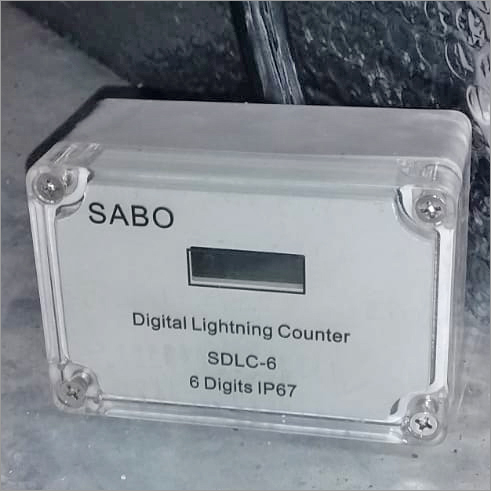 SABO
Digital Lightning Counter
SDLC-6
6 Digits IP67